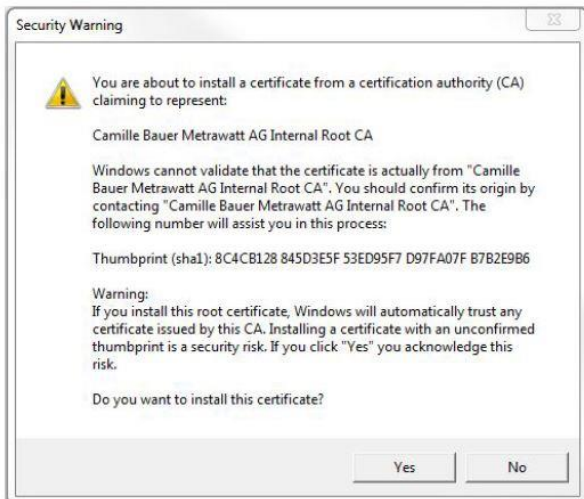 Security Warning
You are about to install a certificate from a certification authority (CA)
claiming to represent:
Camille Bauer Metrawatt AG Internal Root CA
Windows cannot validate that the certificate is actually from "Camille
Bauer Metrawatt AG Internal Root CA". You should confirm its origin by
contacting "Camille Bauer Metrawatt AG Internal Root CA". The
following number will assist you in this process:
Thumbprint (sha1): 8C4CB128 845D3E5F 53ED95F7 D97FA07F B7B2E9B6
Warning:
If you install this root certificate, Windows will automatically trust any
certificate issued by this CA. Installing a certificate with an unconfirmed
thumbprint is a security risk. If you click "Yes" you acknowledge this
risk.
Do you want to install this certificate?
Yes No